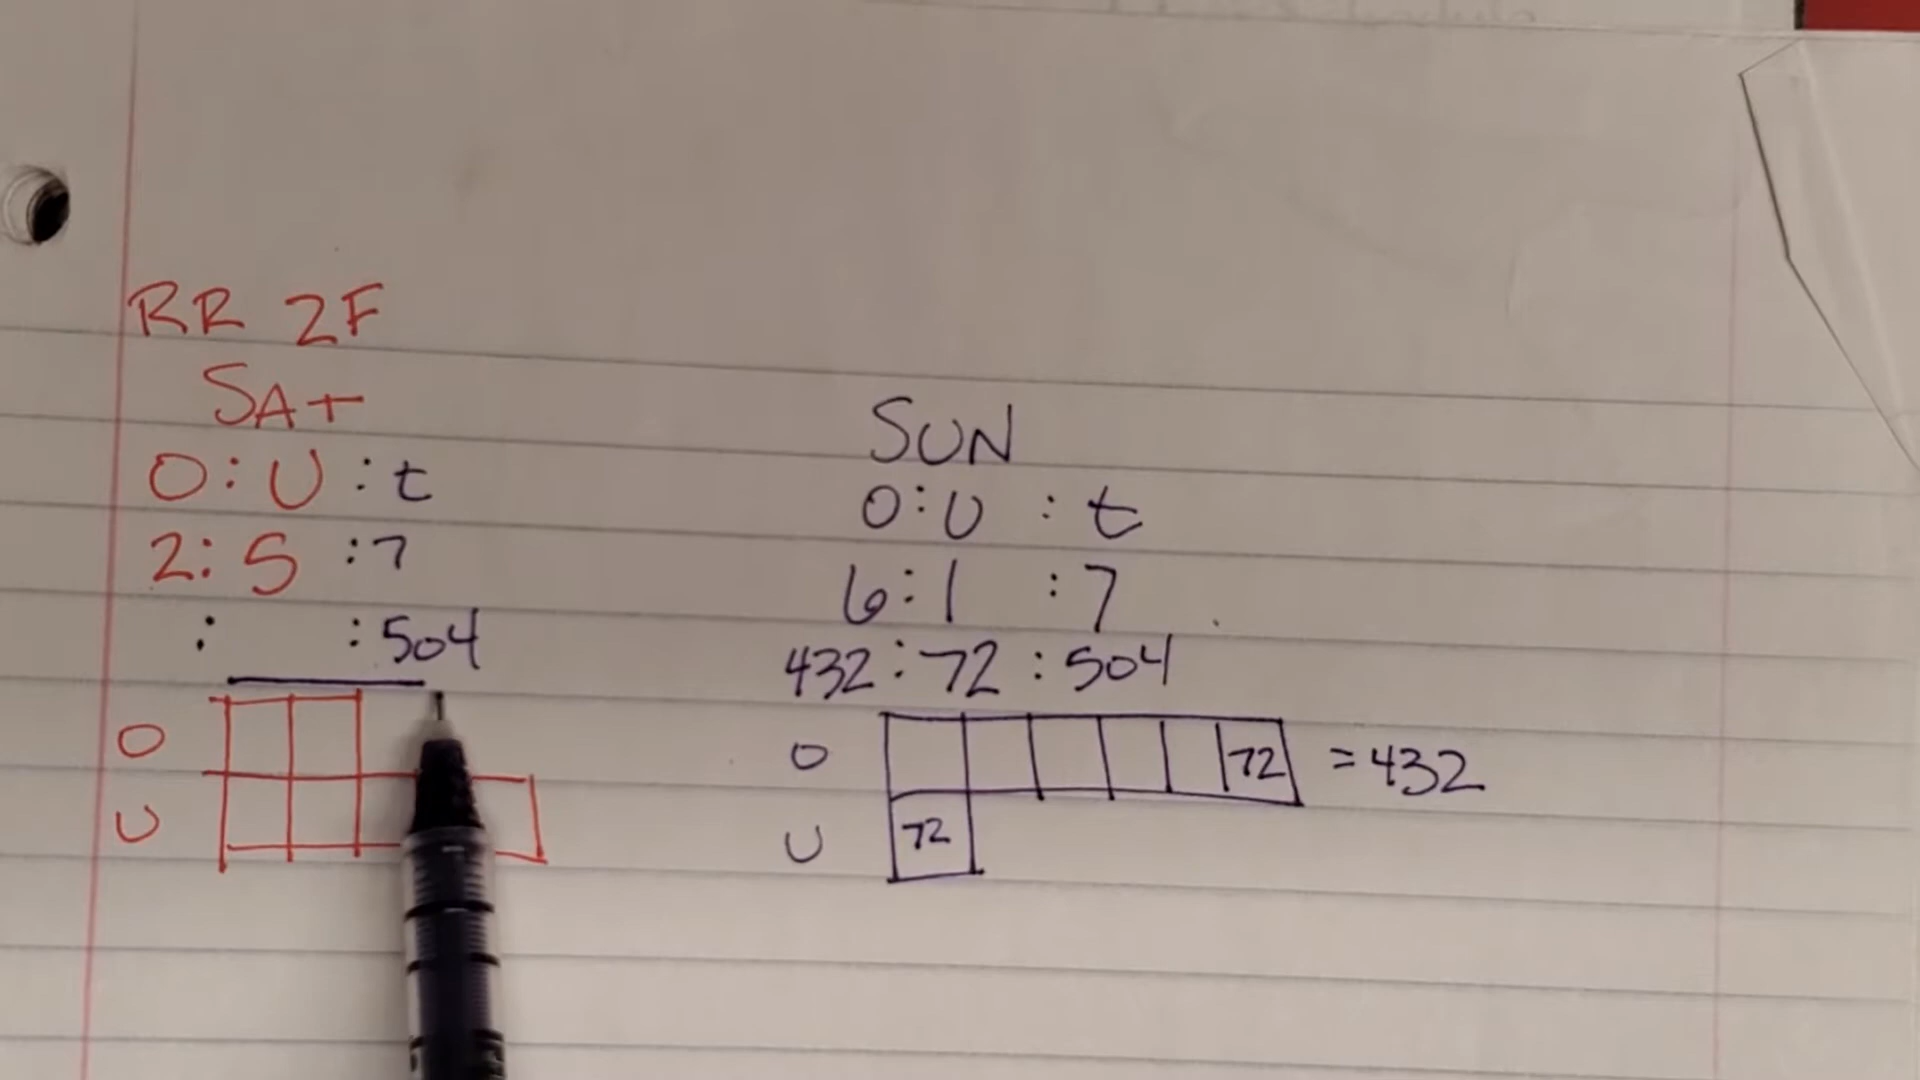 RR 2F
SAT
O : U : t
2 : 5 : 7
: : 504
O
U
SUN
O : U : t
6 : 1 : 7
432 : 72 : 504
O 72 = 432
U 72